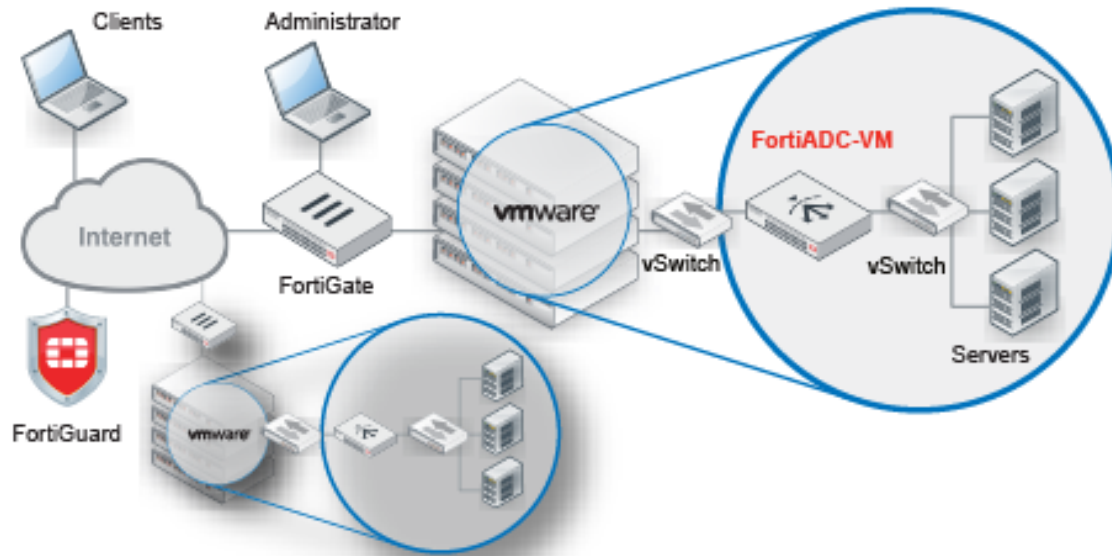 Clients
Administrator
FortiADC-VM
Internet
vmware
vSwitch
vSwitch
FortiGate
Servers
FortiGuard
vmware